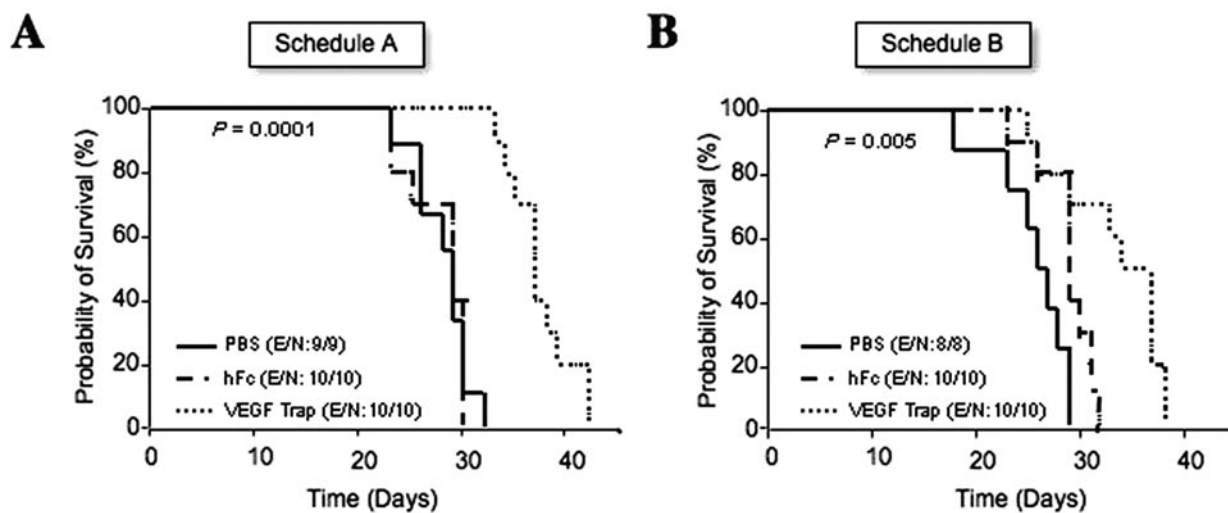 A
Schedule A
Probability of Survival (%)
100
80
60
40
20
0
P = 0.0001
PBS (E/N: 9/9)
hFc (E/N: 10/10)
VEGF Trap (E/N: 10/10)
0 10 20 30 40
Time (Days)
B
Schedule B
Probability of Survival (%)
100
80
60
40
20
0
P = 0.005
PBS (E/N: 8/8)
hFc (E/N: 10/10)
VEGF Trap (E/N: 10/10)
0 10 20 30 40
Time (Days)